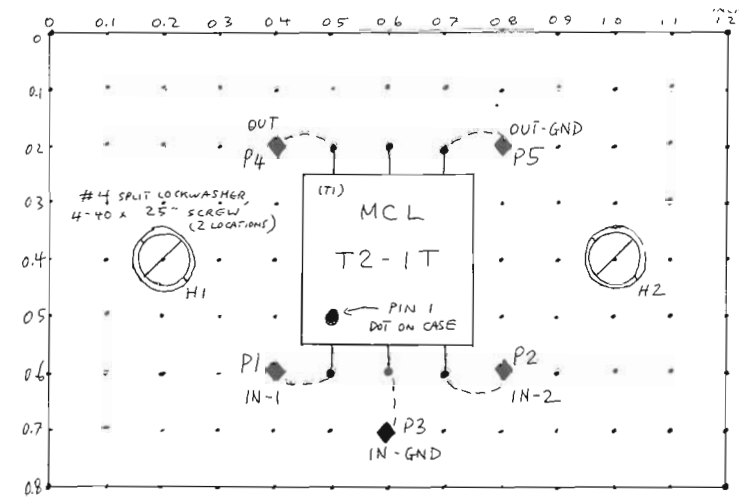 INCH
0 0.1 0.2 0.3 0.4 0.5 0.6 0.7 0.8 0.9 1.0 1.1 1.2
0
0.1
OUT
OUT-GND
0.2
P4
P5
(T1)
0.3
#4 SPLIT LOCKWASHER,
4-40 x .25" SCREW
(2 LOCATIONS)
MCL
0.4
T2-1T
H1
H2
0.5
PIN 1
DOT ON CASE
P1
P2
0.6
IN-1
IN-2
0.7
P3
IN-GND
0.8